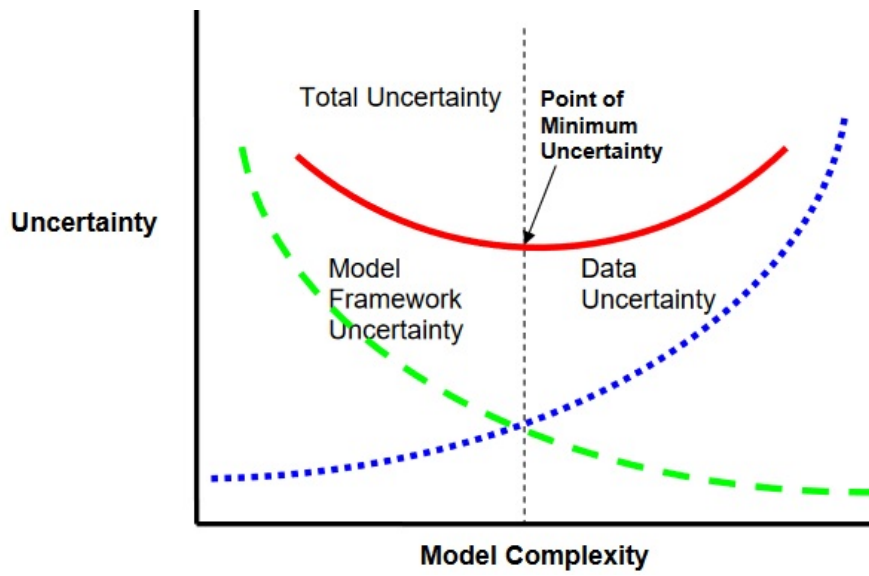 Total Uncertainty
Point of
Minimum
Uncertainty
Uncertainty
Model
Framework
Uncertainty
Data
Uncertainty
Model Complexity